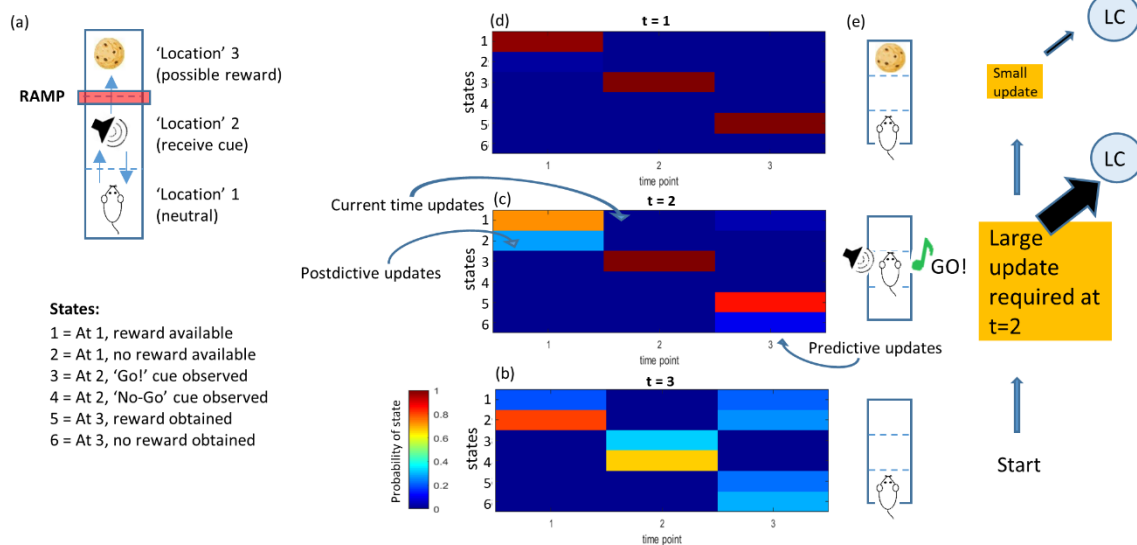 (a)
'Location' 3
(possible reward)
RAMP
'Location' 2
(receive cue)
'Location' 1
(neutral)
States:
1 = At 1, reward available
2 = At 1, no reward available
3 = At 2, 'Go!' cue observed
4 = At 2, 'No-Go' cue observed
5 = At 3, reward obtained
6 = At 3, no reward obtained
(d)
t = 1
states
1
2
3
4
5
6
1
2
3
time point
Current time updates
Postdictive updates
(c)
t = 2
states
1
2
3
4
5
6
1
2
3
time point
Predictive updates
(b)
t = 3
Probability of state
1
0.8
0.6
0.4
0.2
0
states
1
2
3
4
5
6
1
2
3
time point
(e)
LC
Small
update
LC
GO!
Large
update
required at
t=2
Start